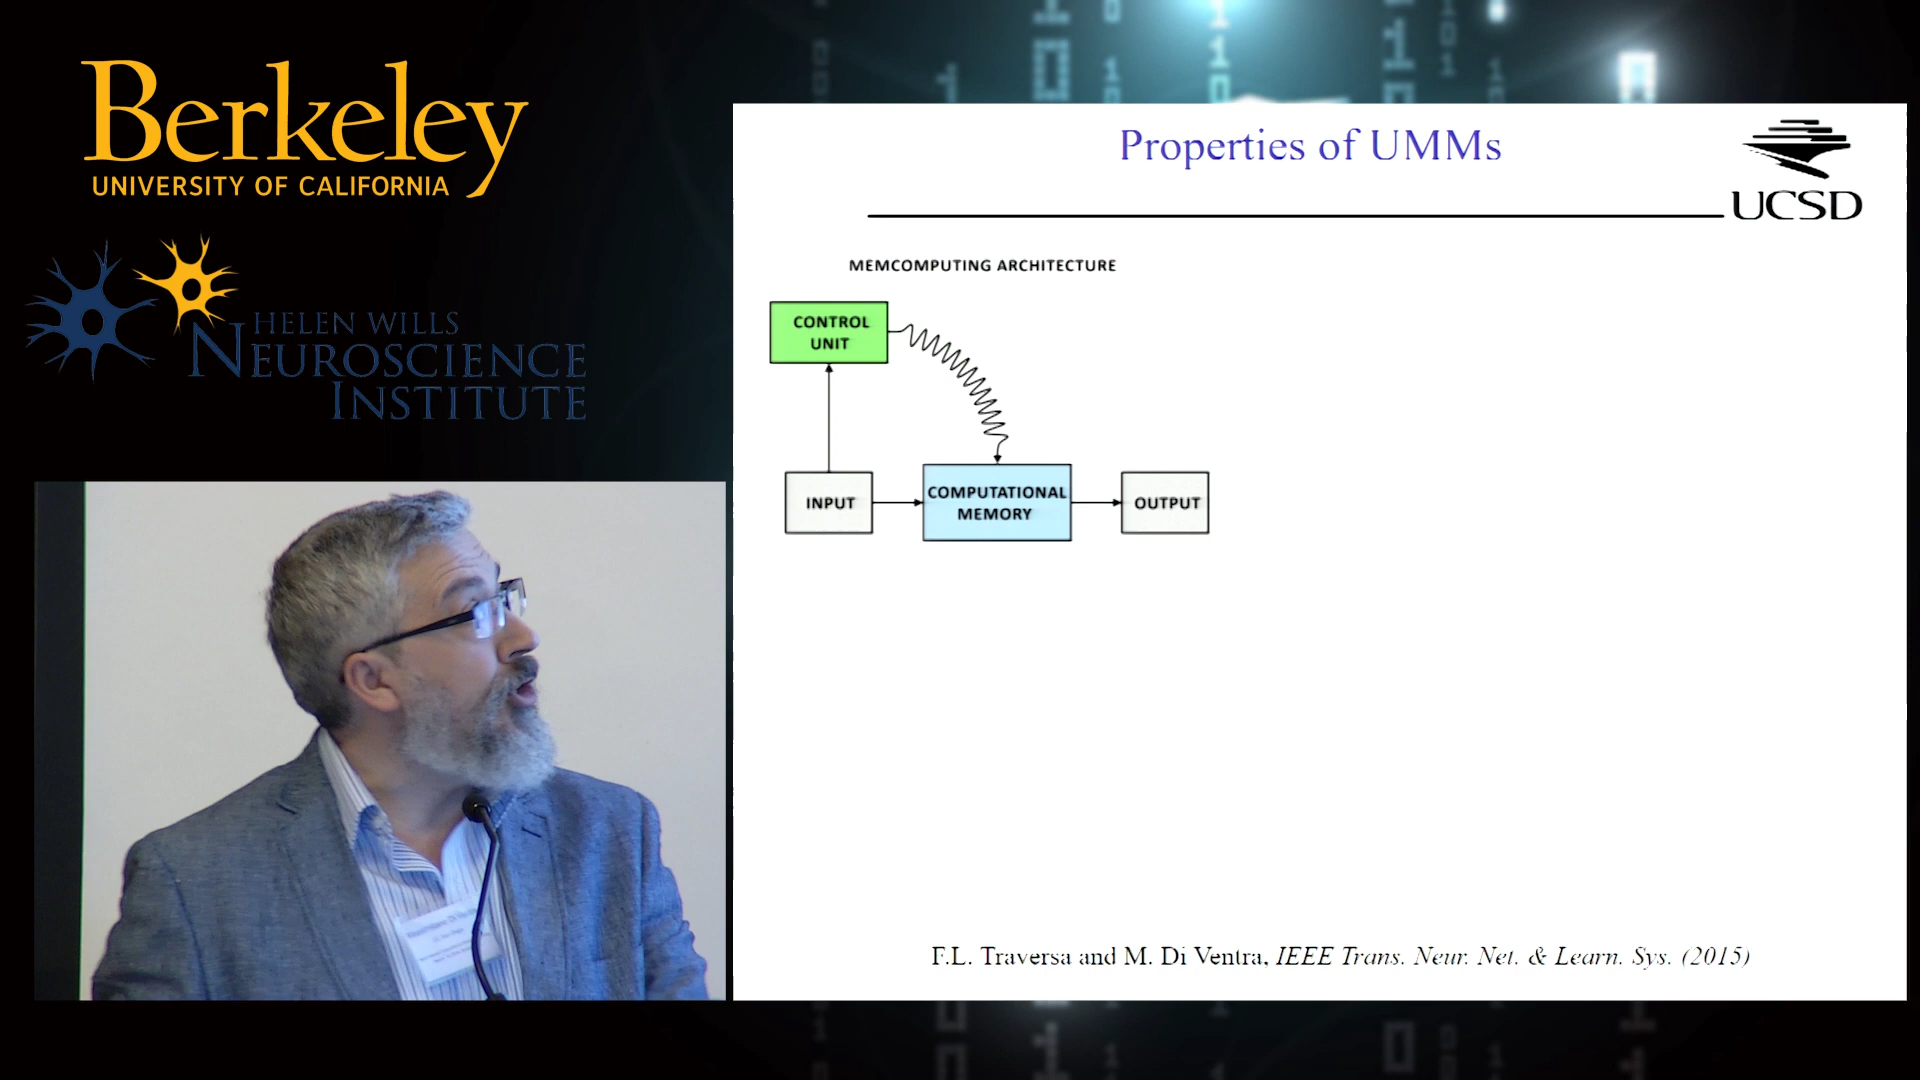 Berkeley
UNIVERSITY OF CALIFORNIA
HELEN WILLS
NEUROSCIENCE
INSTITUTE
Properties of UMMs
UCSD
MEMCOMPUTING ARCHITECTURE
CONTROL
UNIT
INPUT
COMPUTATIONAL
MEMORY
OUTPUT
F.L. Traversa and M. Di Ventra, IEEE Trans. Neur. Net. & Learn. Sys. (2015)